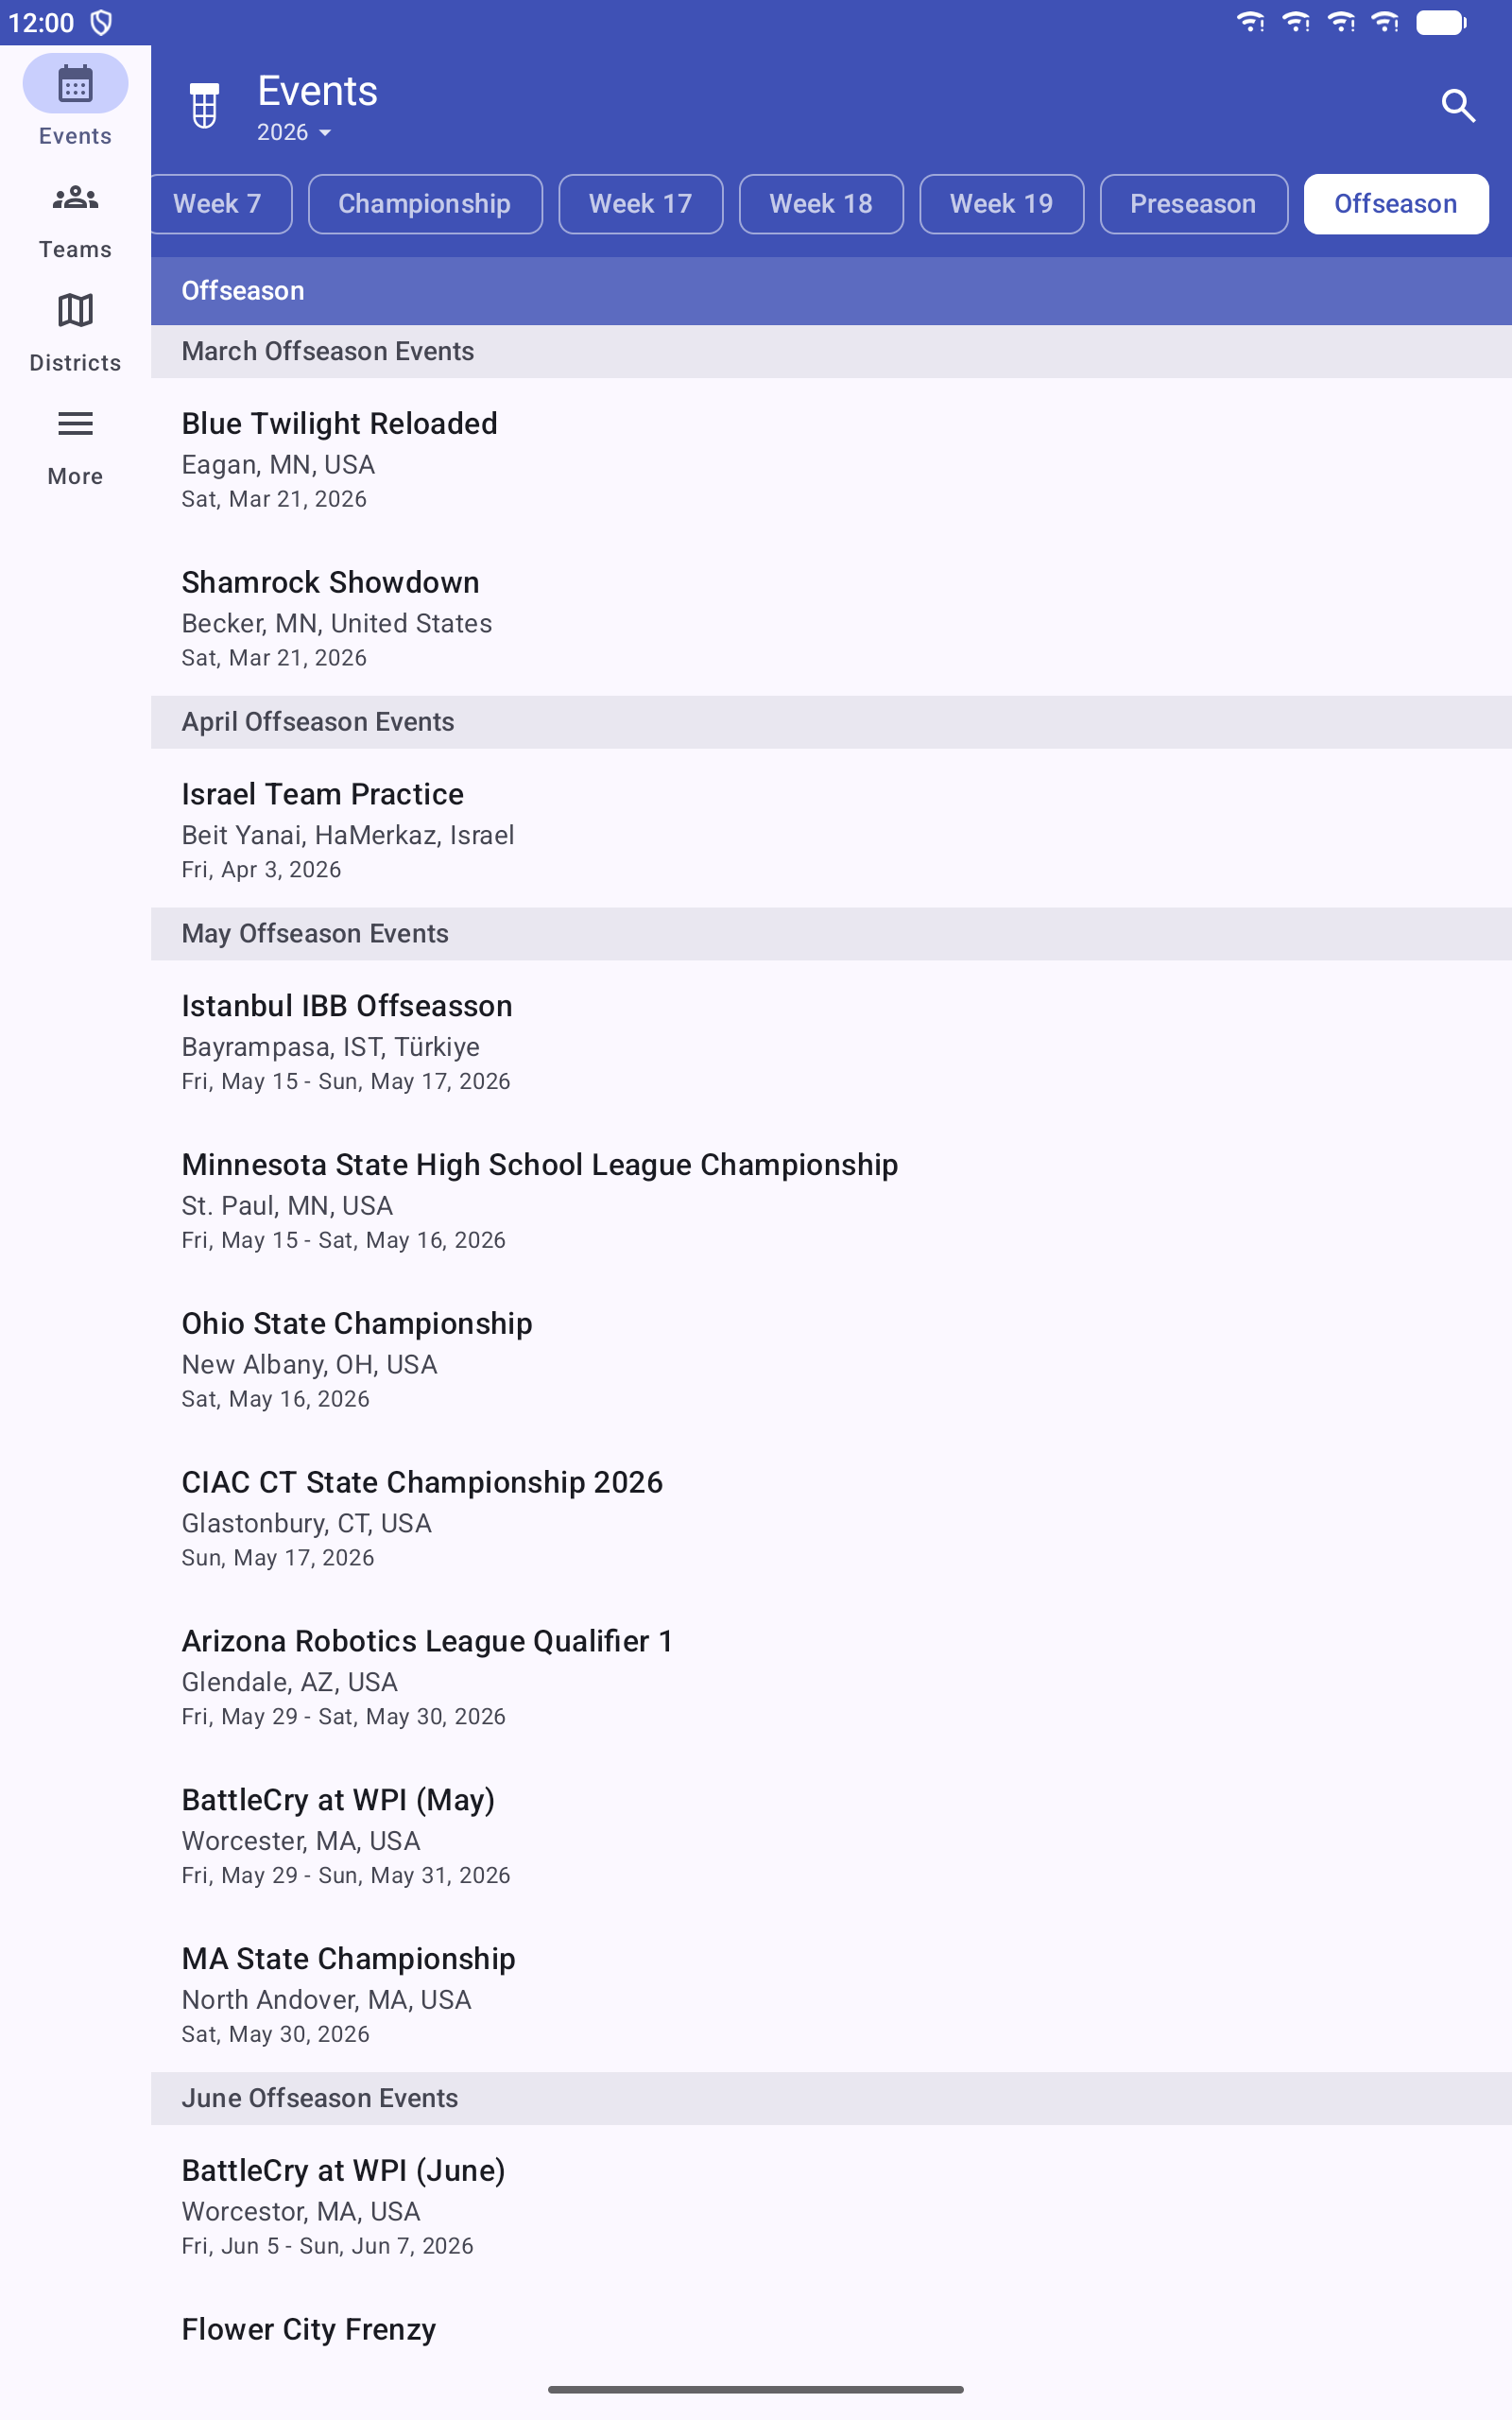 12:00
Events
Teams
Districts
More
Events
2026
Week 7
Championship
Week 17
Week 18
Week 19
Preseason
Offseason
Offseason
March Offseason Events
Blue Twilight Reloaded
Eagan, MN, USA
Sat, Mar 21, 2026
Shamrock Showdown
Becker, MN, United States
Sat, Mar 21, 2026
April Offseason Events
Israel Team Practice
Beit Yanai, HaMerkaz, Israel
Fri, Apr 3, 2026
May Offseason Events
Istanbul IBB Offseasson
Bayrampasa, IST, Türkiye
Fri, May 15 - Sun, May 17, 2026
Minnesota State High School League Championship
St. Paul, MN, USA
Fri, May 15 - Sat, May 16, 2026
Ohio State Championship
New Albany, OH, USA
Sat, May 16, 2026
CIAC CT State Championship 2026
Glastonbury, CT, USA
Sun, May 17, 2026
Arizona Robotics League Qualifier 1
Glendale, AZ, USA
Fri, May 29 - Sat, May 30, 2026
BattleCry at WPI (May)
Worcester, MA, USA
Fri, May 29 - Sun, May 31, 2026
MA State Championship
North Andover, MA, USA
Sat, May 30, 2026
June Offseason Events
BattleCry at WPI (June)
Worcestor, MA, USA
Fri, Jun 5 - Sun, Jun 7, 2026
Flower City Frenzy